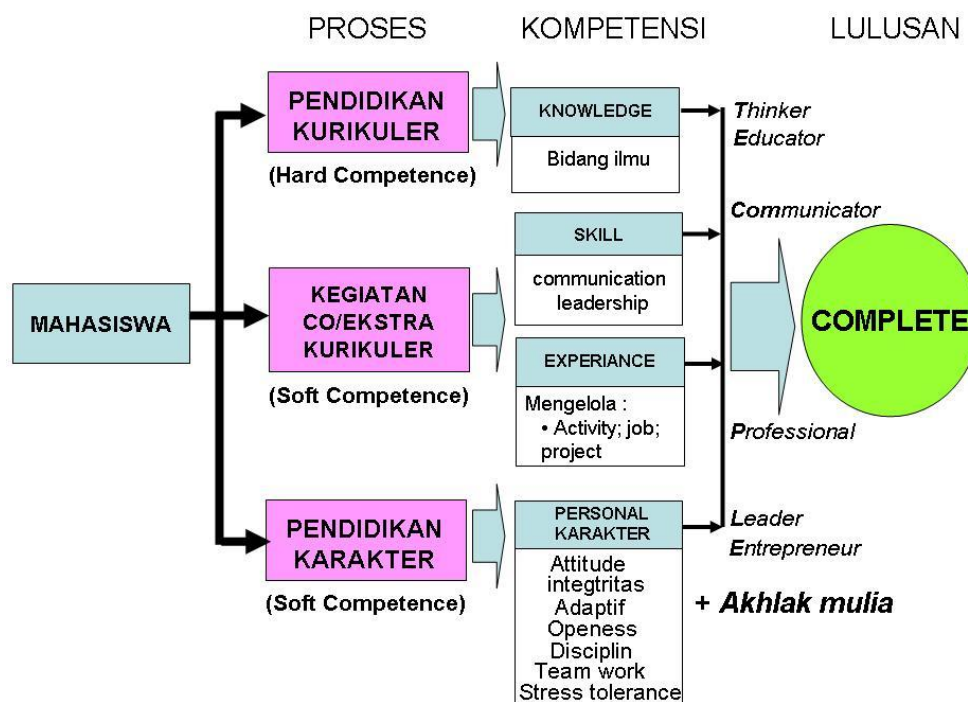 PROSES
KOMPETENSI
LULUSAN
MAHASISWA
PENDIDIKAN
KURIKULER
(Hard Competence)
KEGIATAN
CO/EKSTRA
KURIKULER
(Soft Competence)
PENDIDIKAN
KARAKTER
(Soft Competence)
KNOWLEDGE
Bidang ilmu
SKILL
communication
leadership
EXPERIANCE
Mengelola :
• Activity; job;
project
PERSONAL
KARAKTER
Attitude
integtritas
Adaptif
Openess
Disciplin
Team work
Stress tolerance
Thinker
Educator
Communicator
Professional
Leader
Entrepreneur
+ Akhlak mulia
COMPLETE